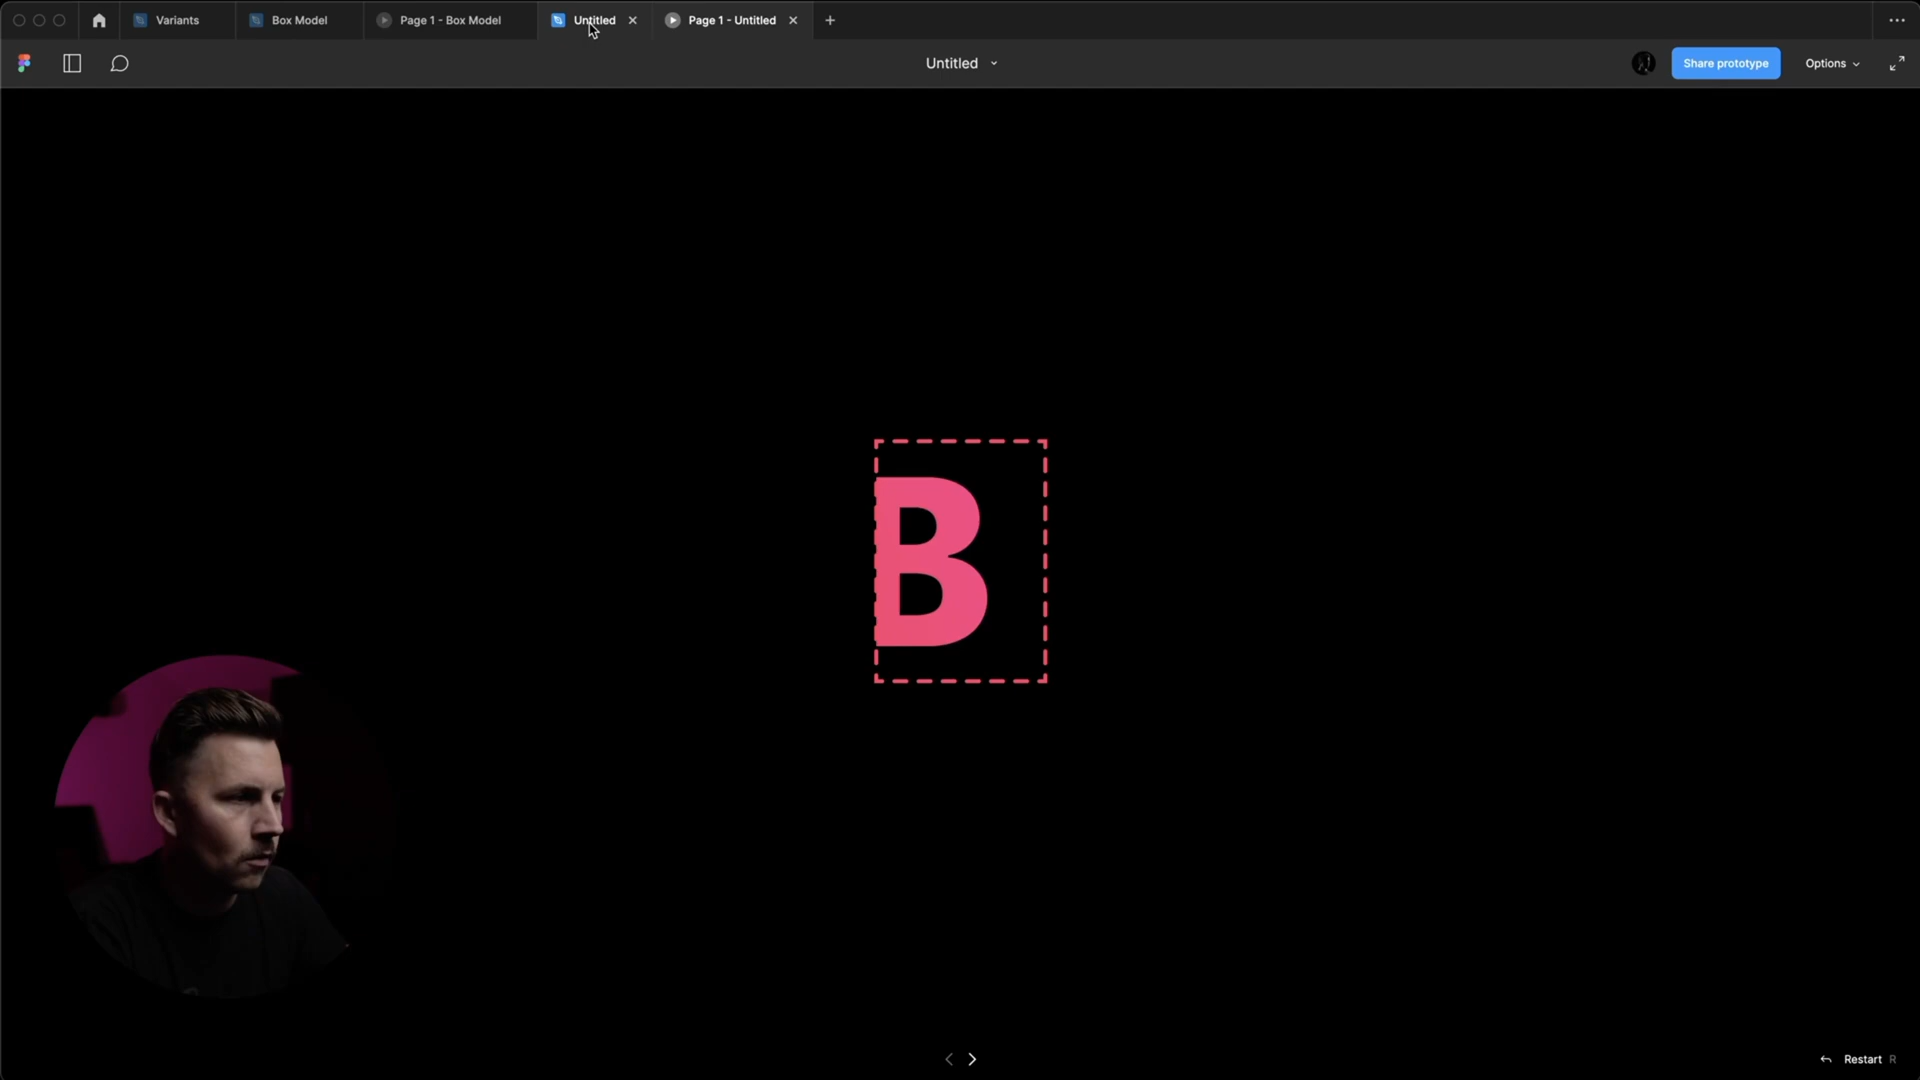 Variants
Box Model
Page 1 - Box Model
Untitled
Page 1 - Untitled
Untitled
Share prototype
Options
B
Restart R